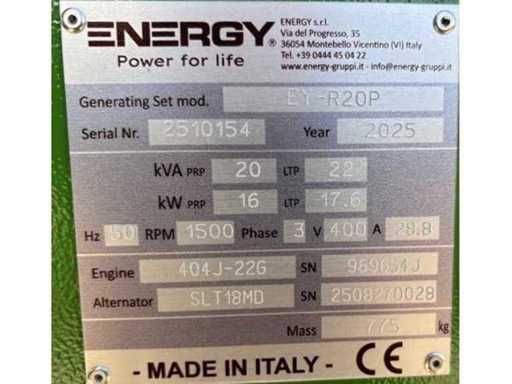 ENERGY®
Power for life
ENERGY s.r.l.
Via del Progresso, 35
36054 Montebello Vicentino (VI) Italy
Tel. +39 0444 45 04 22
www.energy-gruppi.it - info@energy-gruppi.it
Generating Set mod. EY-R20P
Serial Nr. 2510154 Year 2025
kVA PRP 20 LTP 22
kW PRP 16 LTP 17.6
Hz 50 RPM 1500 Phase 3 V 400 A 28.8
Engine 404J-22G SN 969654J
Alternator SLT18MD SN 2508270028
Mass 775 kg
- MADE IN ITALY - CE